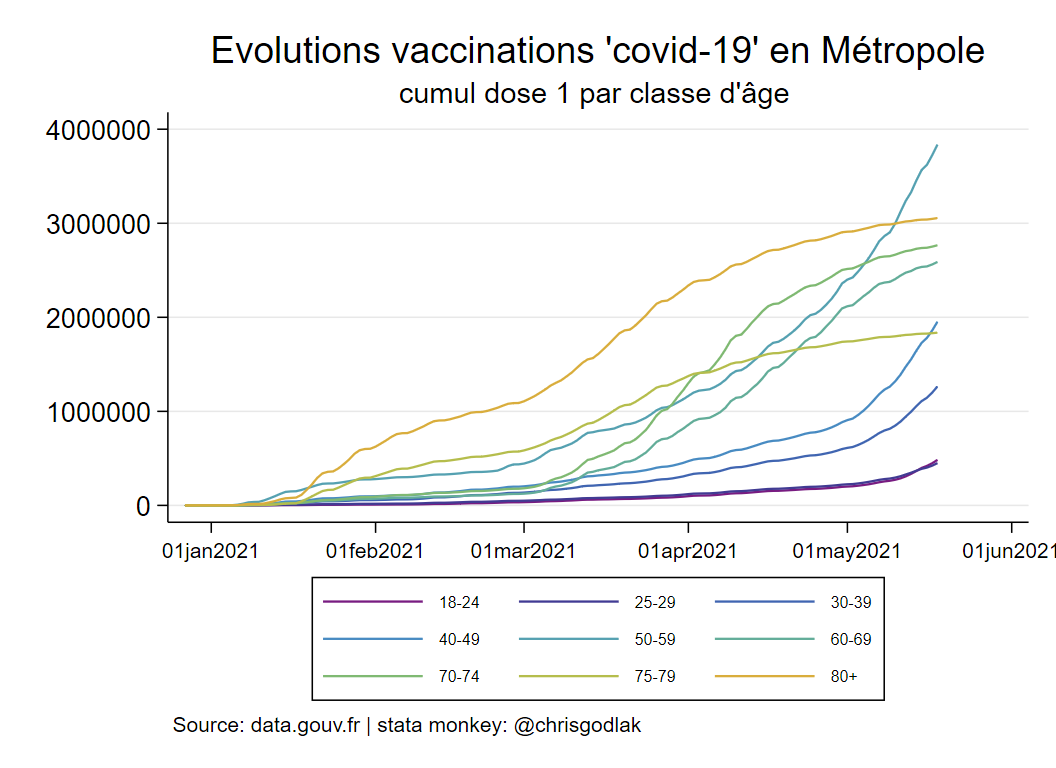 Evolutions vaccinations 'covid-19' en Métropole
cumul dose 1 par classe d'âge
4000000
3000000
2000000
1000000
0
01jan2021 01feb2021 01mar2021 01apr2021 01may2021 01jun2021
18-24 25-29 30-39
40-49 50-59 60-69
70-74 75-79 80+
Source: data.gouv.fr | stata monkey: @chrisgodlak